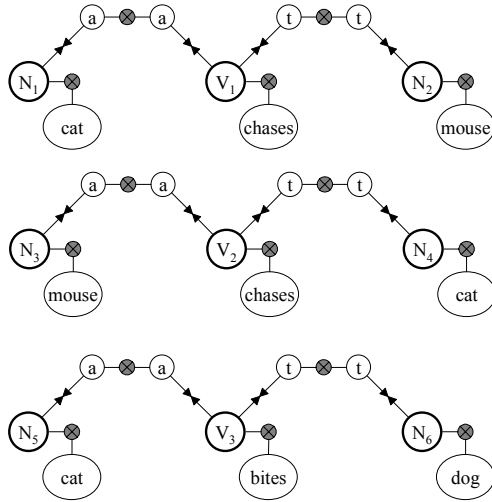 a a t t
N1 V1 N2
cat chases mouse
a a t t
N3 V2 N4
mouse chases cat
a a t t
N5 V3 N6
cat bites dog